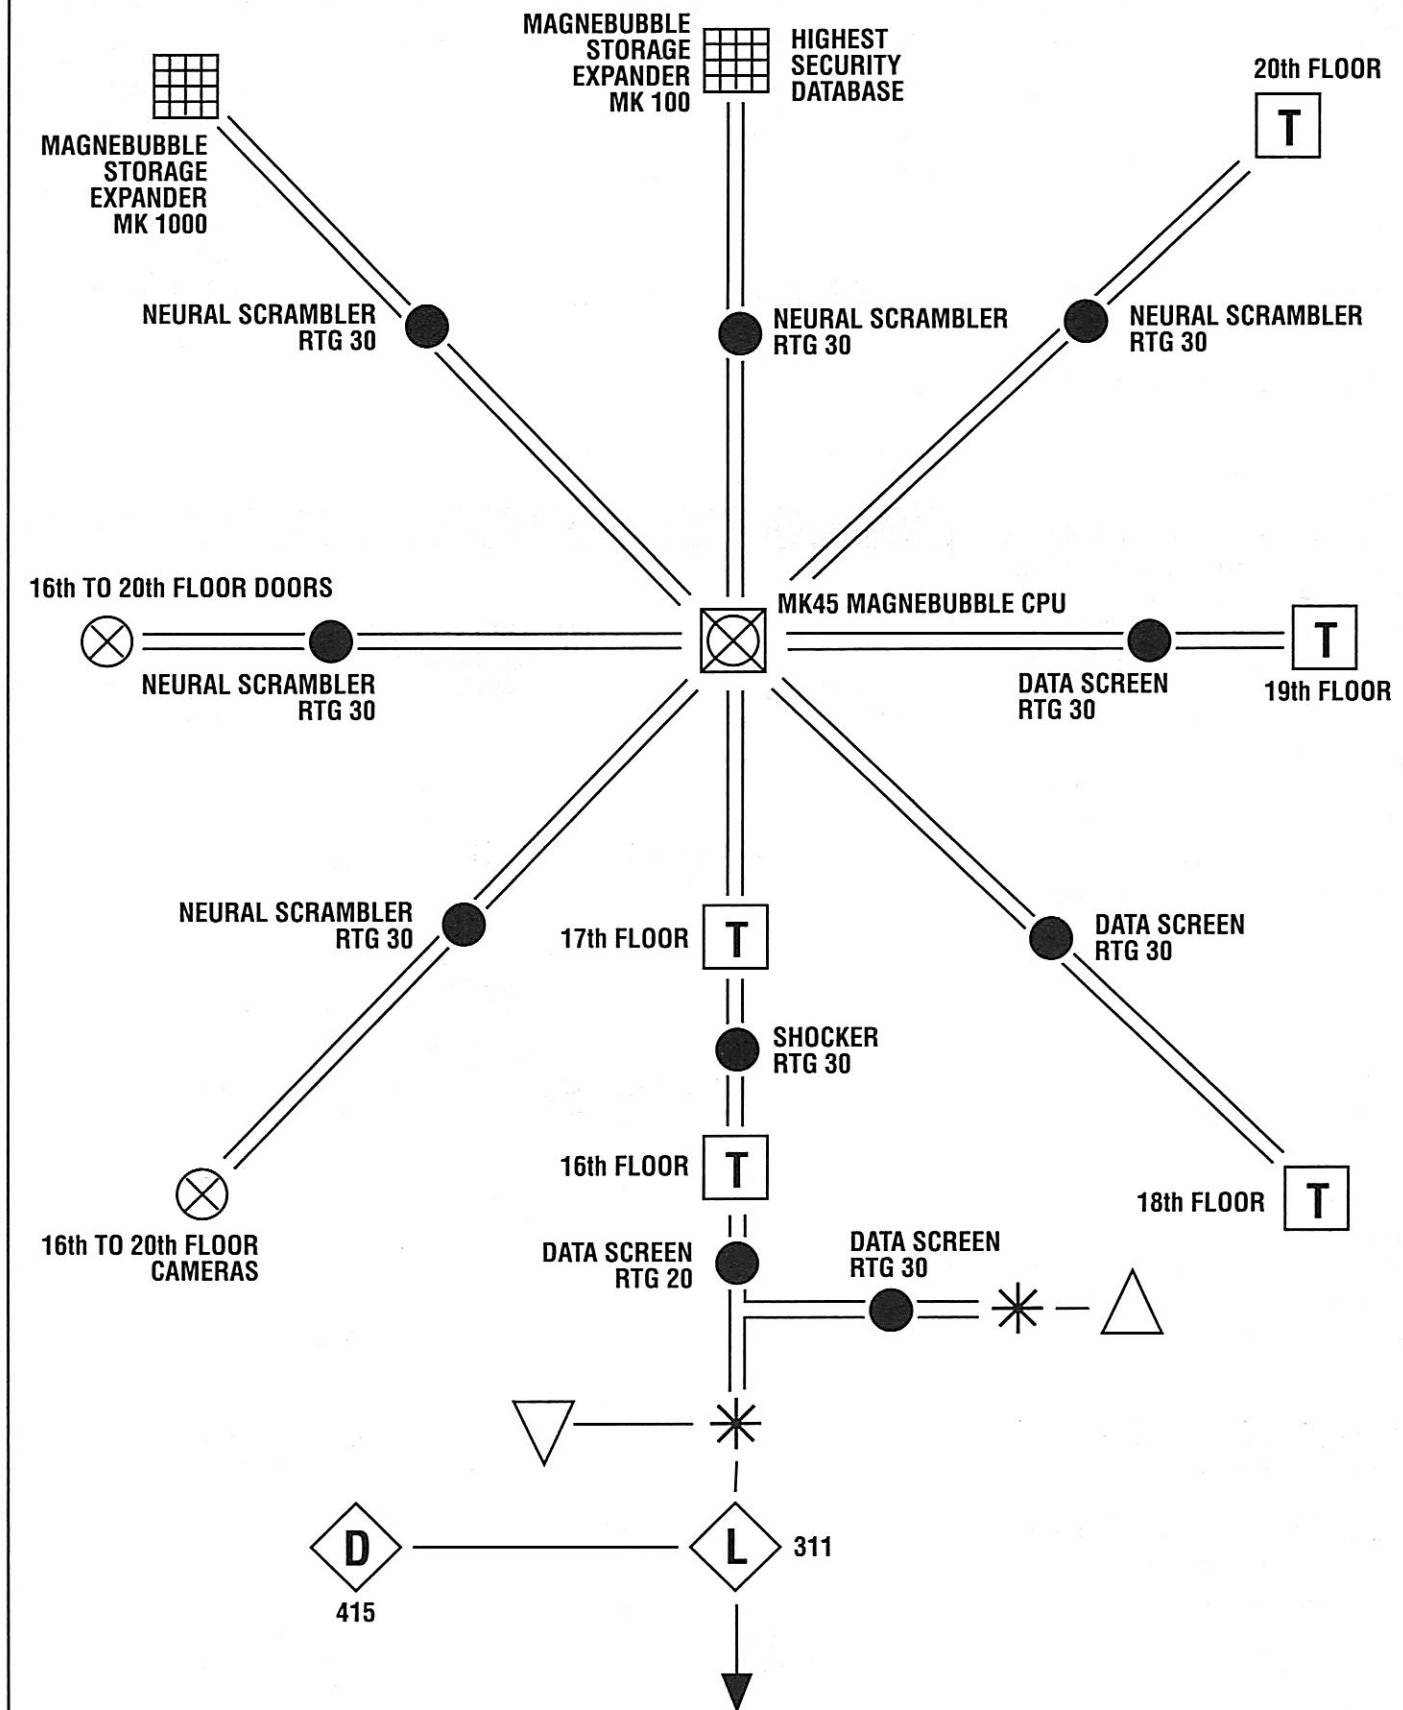 MAGNEBUBBLE
STORAGE
EXPANDER
MK 100
HIGHEST
SECURITY
DATABASE
20th FLOOR
T
MAGNEBUBBLE
STORAGE
EXPANDER
MK 1000
NEURAL SCRAMBLER
RTG 30
NEURAL SCRAMBLER
RTG 30
NEURAL SCRAMBLER
RTG 30
16th TO 20th FLOOR DOORS
MK45 MAGNEBUBBLE CPU
T
NEURAL SCRAMBLER
RTG 30
DATA SCREEN
RTG 30
19th FLOOR
NEURAL SCRAMBLER
RTG 30
17th FLOOR
T
DATA SCREEN
RTG 30
SHOCKER
RTG 30
16th FLOOR
T
18th FLOOR
T
16th TO 20th FLOOR
CAMERAS
DATA SCREEN
RTG 20
DATA SCREEN
RTG 30
D
L
311
415